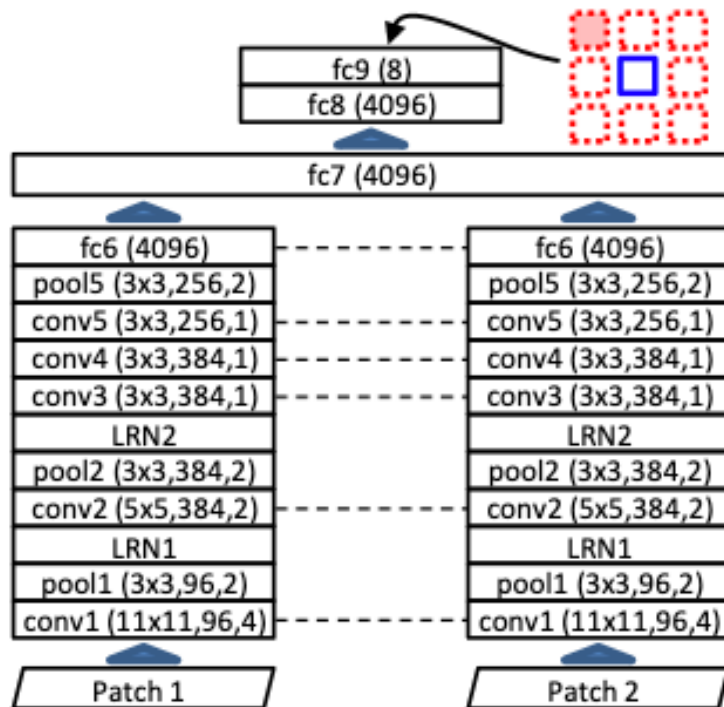 fc9 (8)
fc8 (4096)
fc7 (4096)
fc6 (4096)
pool5 (3x3,256,2)
conv5 (3x3,256,1)
conv4 (3x3,384,1)
conv3 (3x3,384,1)
LRN2
pool2 (3x3,384,2)
conv2 (5x5,384,2)
LRN1
pool1 (3x3,96,2)
conv1 (11x11,96,4)
Patch 1
fc6 (4096)
pool5 (3x3,256,2)
conv5 (3x3,256,1)
conv4 (3x3,384,1)
conv3 (3x3,384,1)
LRN2
pool2 (3x3,384,2)
conv2 (5x5,384,2)
LRN1
pool1 (3x3,96,2)
conv1 (11x11,96,4)
Patch 2